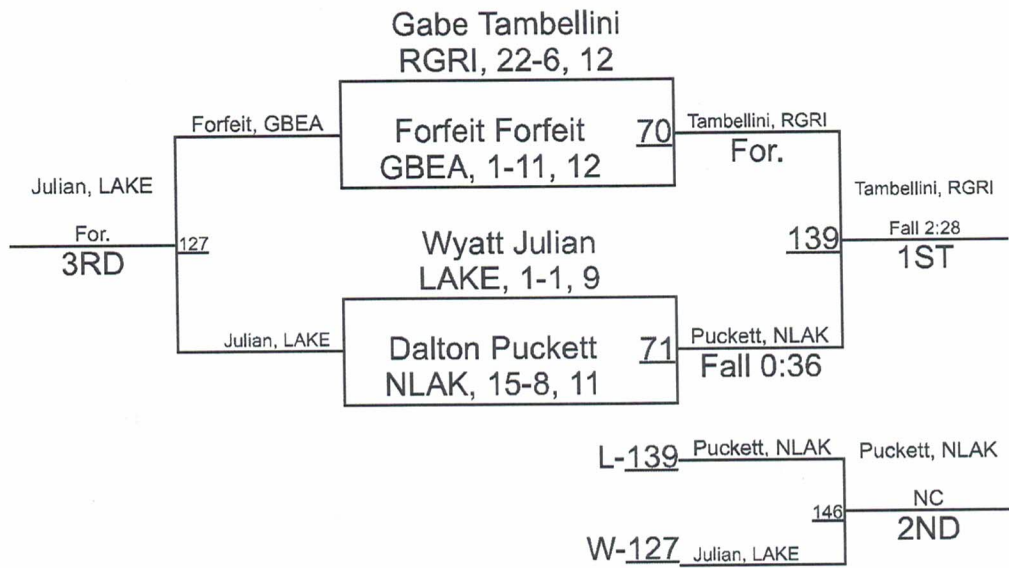 Gabe Tambellini
RGRI, 22-6, 12
Forfeit, GBEA
Forfeit Forfeit
GBEA, 1-11, 12
70
Tambellini, RGRI
For.
Julian, LAKE
For.
3RD
127
Wyatt Julian
LAKE, 1-1, 9
139
Tambellini, RGRI
Fall 2:28
1ST
Julian, LAKE
Dalton Puckett
NLAK, 15-8, 11
71
Puckett, NLAK
Fall 0:36
L-139
Puckett, NLAK
Puckett, NLAK
146
NC
2ND
W-127
Julian, LAKE